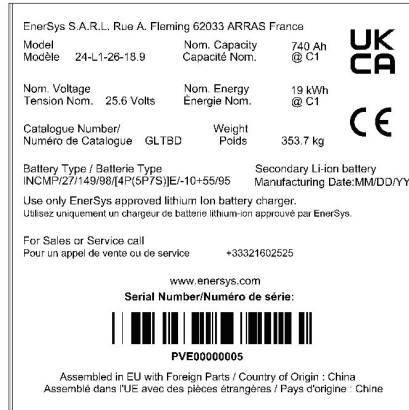 EnerSys S.A.R.L. Rue A. Fleming 62033 ARRAS France
Model Nom. Capacity 740 Ah
Modèle 24-L1-26-18.9 Capacité Nom. @ C1
UK
CA
Nom. Voltage Nom. Energy 19 kWh
Tension Nom. 25.6 Volts Énergie Nom. @ C1
CE
Catalogue Number/ Weight
Numéro de Catalogue GLTBD Poids 353.7 kg
Battery Type / Batterie Type Secondary Li-ion battery
INCMP/27/149/98/[4P(5P7S)]E/-10+55/95 Manufacturing Date:MM/DD/YY
Use only EnerSys approved lithium Ion battery charger.
Utilisez uniquement un chargeur de batterie lithium-ion approuvé par EnerSys.
For Sales or Service call
Pour un appel de vente ou de service +33321602525
www.enersys.com
Serial Number/Numéro de série:
PVE00000005
Assembled in EU with Foreign Parts / Country of Origin : China
Assemblé dans l'UE avec des pièces étrangères / Pays d'origine : Chine